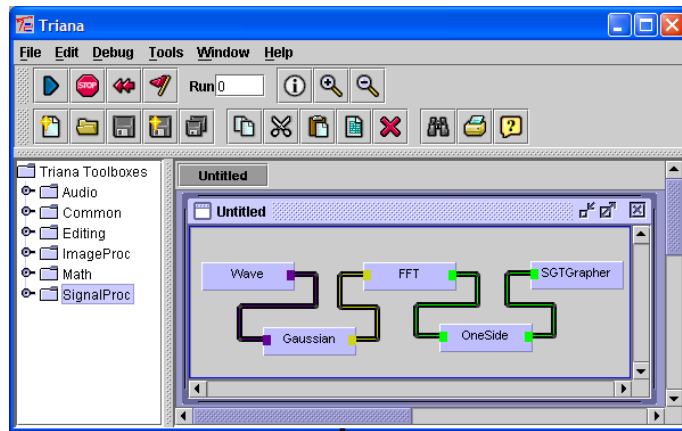 Triana
File Edit Debug Tools Window Help
STOP Run 0
Triana Toolboxes
Audio
Common
Editing
ImageProc
Math
SignalProc
Untitled
Untitled
Wave FFT SGTGrapher
Gaussian OneSide